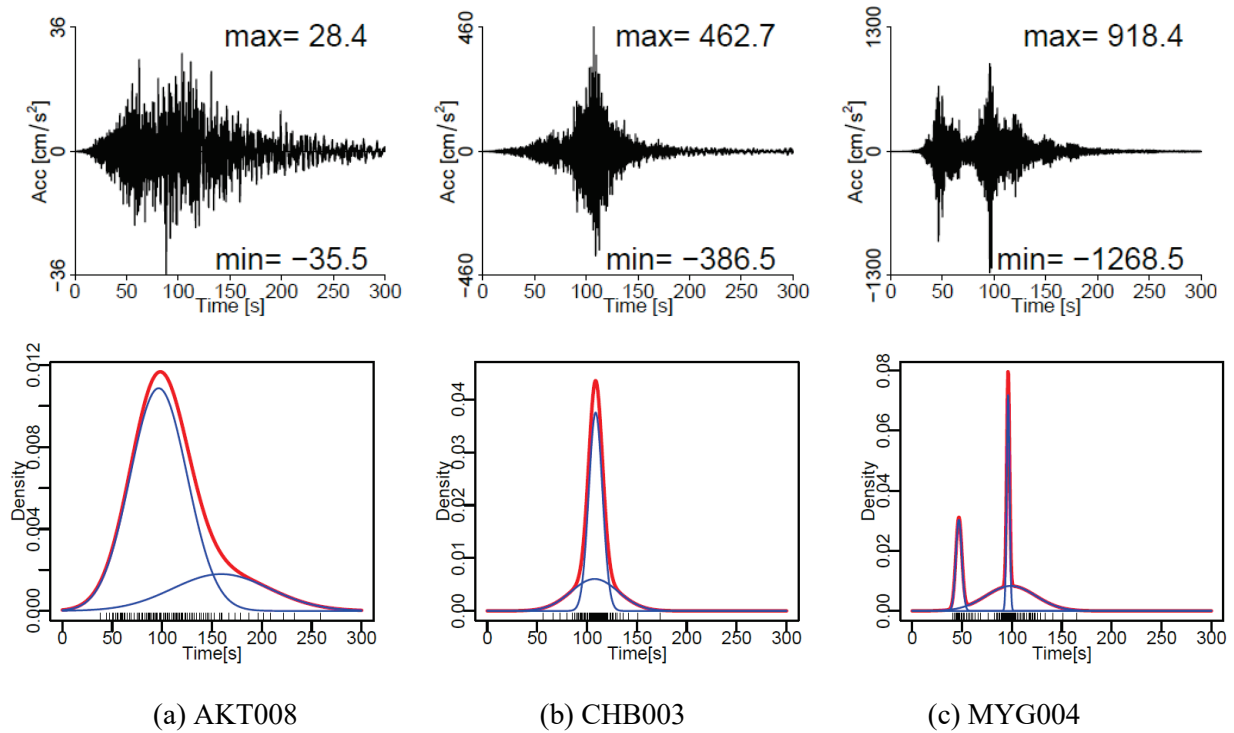 36
max= 28.4
Acc [cm/s²]
0
min= −35.5
−36
0 50 100 150 200 250 300
Time [s]
460
max= 462.7
Acc [cm/s²]
0
min= −386.5
−460
0 50 100 150 200 250 300
Time [s]
1300
max= 918.4
Acc [cm/s²]
0
min= −1268.5
−1300
0 50 100 150 200 250 300
Time [s]
0.012
0.008
Density
0.004
0.000
0 50 100 150 200 250 300
Time[s]
0.04
0.03
Density
0.02
0.01
0.00
0 50 100 150 200 250 300
Time[s]
0.08
0.06
Density
0.04
0.02
0.00
0 50 100 150 200 250 300
Time[s]
(a) AKT008
(b) CHB003
(c) MYG004